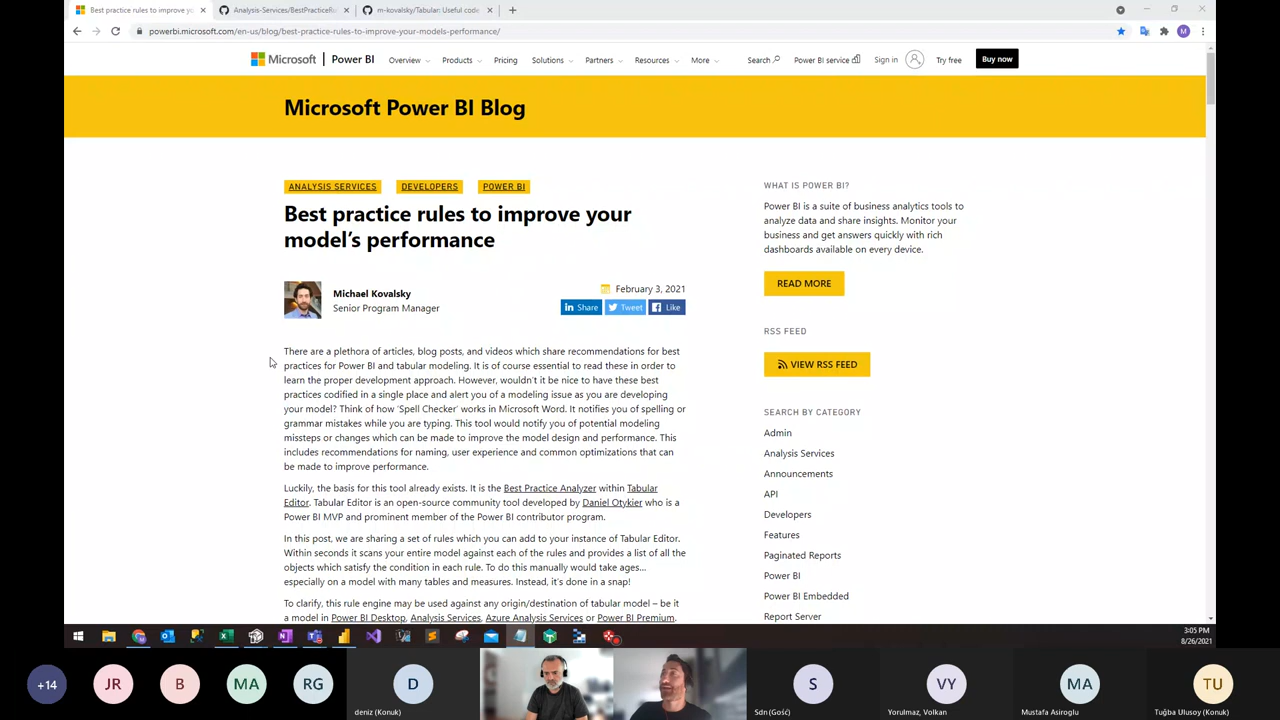 Best practice rules to improve yo
Analysis-Services/BestPracticeRu
m-kovalsky/Tabular: Useful code
powerbi.microsoft.com/en-us/blog/best-practice-rules-to-improve-your-models-performance/
M
Microsoft
Power BI
Overview
Products
Pricing
Solutions
Partners
Resources
More
Search
Power BI service
Sign in
Try free
Buy now
Microsoft Power BI Blog
ANALYSIS SERVICES
DEVELOPERS
POWER BI
Best practice rules to improve your
model's performance
Michael Kovalsky
Senior Program Manager
February 3, 2021
in Share
Tweet
Like
There are a plethora of articles, blog posts, and videos which share recommendations for best
practices for Power BI and tabular modeling. It is of course essential to read these in order to
learn the proper development approach. However, wouldn't it be nice to have these best
practices codified in a single place and alert you of a modeling issue as you are developing
your model? Think of how 'Spell Checker' works in Microsoft Word. It notifies you of spelling or
grammar mistakes while you are typing. This tool would notify you of potential modeling
missteps or changes which can be made to improve the model design and performance. This
includes recommendations for naming, user experience and common optimizations that can
be made to improve performance.
Luckily, the basis for this tool already exists. It is the Best Practice Analyzer within Tabular
Editor. Tabular Editor is an open-source community tool developed by Daniel Otykier who is a
Power BI MVP and prominent member of the Power BI contributor program.
In this post, we are sharing a set of rules which you can add to your instance of Tabular Editor.
Within seconds it scans your entire model against each of the rules and provides a list of all the
objects which satisfy the condition in each rule. To do this manually would take ages...
especially on a model with many tables and measures. Instead, it's done in a snap!
To clarify, this rule engine may be used against any origin/destination of tabular model – be it
a model in Power BI Desktop, Analysis Services, Azure Analysis Services or Power BI Premium.
WHAT IS POWER BI?
Power BI is a suite of business analytics tools to
analyze data and share insights. Monitor your
business and get answers quickly with rich
dashboards available on every device.
READ MORE
RSS FEED
VIEW RSS FEED
SEARCH BY CATEGORY
Admin
Analysis Services
Announcements
API
Developers
Features
Paginated Reports
Power BI
Power BI Embedded
Report Server
3:05 PM
8/26/2021
+14
JR
B
MA
RG
D
deniz (Konuk)
S
Sdn (Gość)
VY
Yorulmaz, Volkan
MA
Mustafa Asiroglu
TU
Tuğba Ulusoy (Konuk)